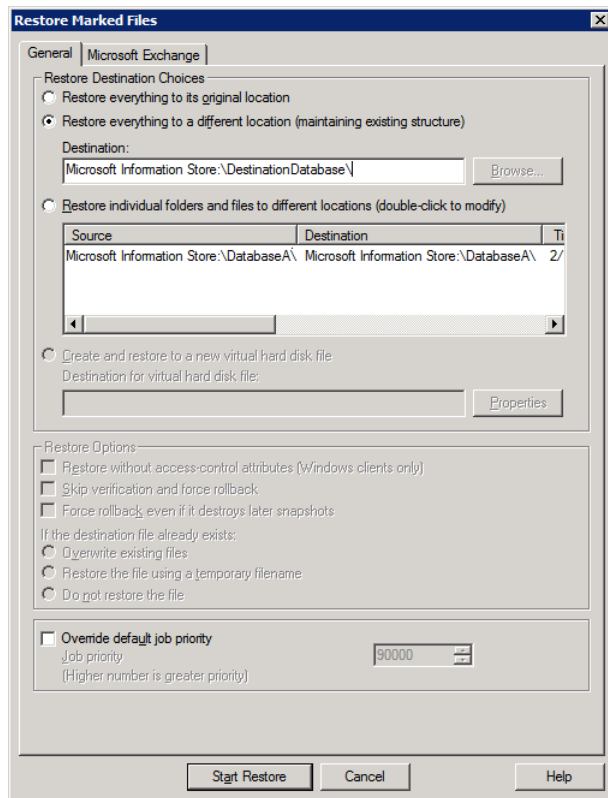 Restore Marked Files
General
Microsoft Exchange
Restore Destination Choices
Restore everything to its original location
Restore everything to a different location (maintaining existing structure)
Destination:
Microsoft Information Store:\DestinationDatabase\
Browse...
Restore individual folders and files to different locations (double-click to modify)
Source Destination Ti
Microsoft Information Store:\DatabaseA\ Microsoft Information Store:\DatabaseA\ 2/
Create and restore to a new virtual hard disk file
Destination for virtual hard disk file:
Properties
Restore Options
Restore without access-control attributes (Windows clients only)
Skip verification and force rollback
Force rollback even if it destroys later snapshots
If the destination file already exists:
Overwrite existing files
Restore the file using a temporary filename
Do not restore the file
Override default job priority
Job priority 90000
(Higher number is greater priority)
Start Restore Cancel Help